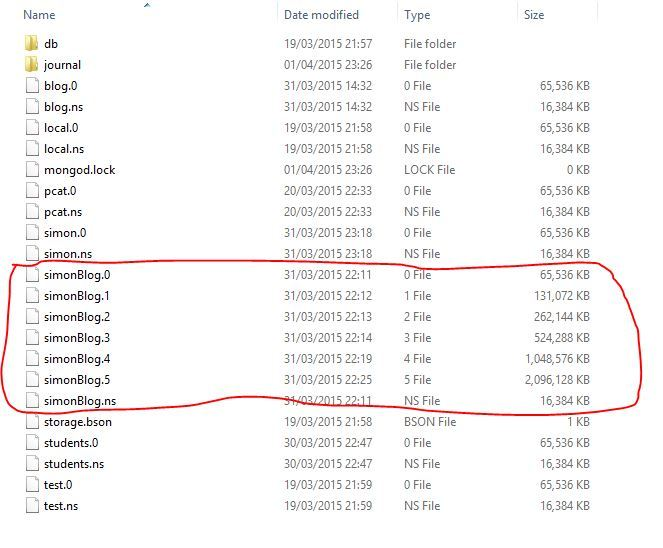 Name Date modified Type Size
db 19/03/2015 21:57 File folder
journal 01/04/2015 23:26 File folder
blog.0 31/03/2015 14:32 0 File 65,536 KB
blog.ns 31/03/2015 14:32 NS File 16,384 KB
local.0 19/03/2015 21:58 0 File 65,536 KB
local.ns 19/03/2015 21:58 NS File 16,384 KB
mongod.lock 01/04/2015 23:26 LOCK File 0 KB
pcat.0 20/03/2015 22:33 0 File 65,536 KB
pcat.ns 20/03/2015 22:33 NS File 16,384 KB
simon.0 31/03/2015 23:18 0 File 65,536 KB
simon.ns 31/03/2015 23:18 NS File 16,384 KB
simonBlog.0 31/03/2015 22:11 0 File 65,536 KB
simonBlog.1 31/03/2015 22:12 1 File 131,072 KB
simonBlog.2 31/03/2015 22:13 2 File 262,144 KB
simonBlog.3 31/03/2015 22:14 3 File 524,288 KB
simonBlog.4 31/03/2015 22:19 4 File 1,048,576 KB
simonBlog.5 31/03/2015 22:25 5 File 2,096,128 KB
simonBlog.ns 31/03/2015 22:11 NS File 16,384 KB
storage.bson 19/03/2015 21:58 BSON File 1 KB
students.0 30/03/2015 22:47 0 File 65,536 KB
students.ns 30/03/2015 22:47 NS File 16,384 KB
test.0 19/03/2015 21:59 0 File 65,536 KB
test.ns 19/03/2015 21:59 NS File 16,384 KB